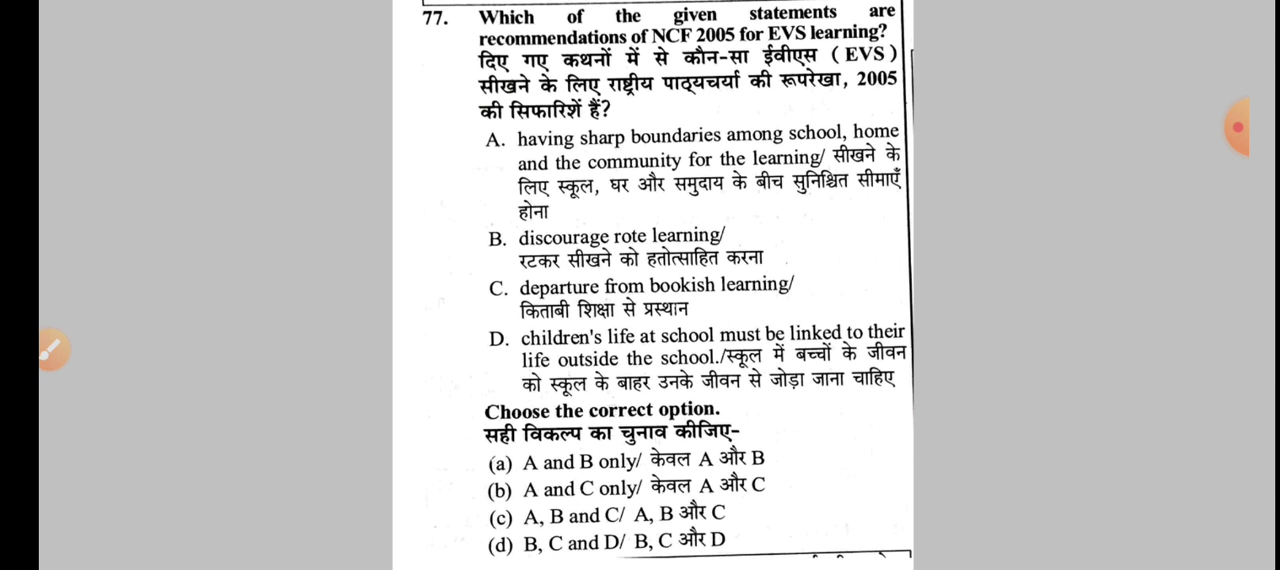 77. Which of the given statements are
recommendations of NCF 2005 for EVS learning?
दिए गए कथनों में से कौन-सा ईवीएस ( EVS )
सीखने के लिए राष्ट्रीय पाठ्यचर्या की रूपरेखा, 2005
की सिफारिशें हैं?
A. having sharp boundaries among school, home
and the community for the learning/ सीखने के
लिए स्कूल, घर और समुदाय के बीच सुनिश्चित सीमाएँ
होना
B. discourage rote learning/
रटकर सीखने को हतोत्साहित करना
C. departure from bookish learning/
किताबी शिक्षा से प्रस्थान
D. children's life at school must be linked to their
life outside the school./स्कूल में बच्चों के जीवन
को स्कूल के बाहर उनके जीवन से जोड़ा जाना चाहिए
Choose the correct option.
सही विकल्प का चुनाव कीजिए-
(a) A and B only/ केवल A और B
(b) A and C only/ केवल A और C
(c) A, B and C/ A, B और C
(d) B, C and D/ B, C और D